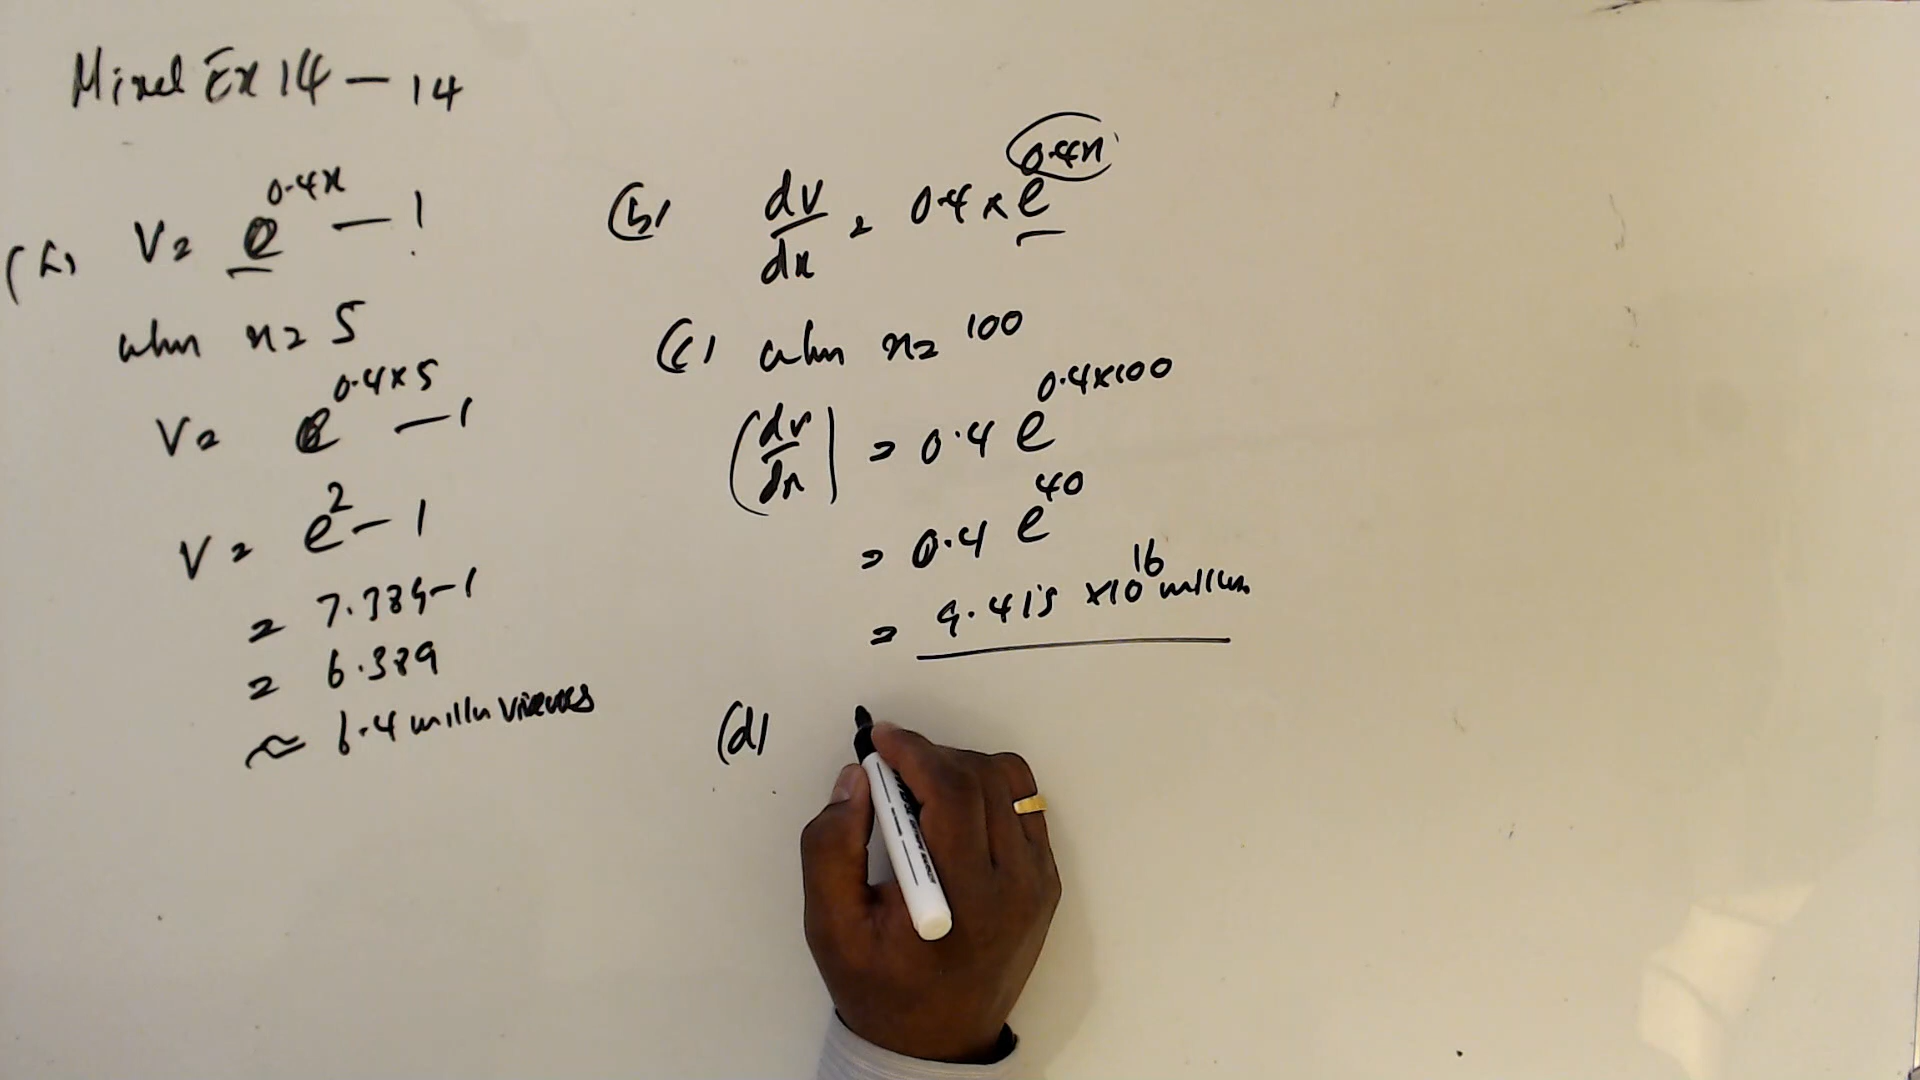 Mixed Ex 14 - 14
(a) V = e^0.4x - 1
when x = 5
V = e^0.4×5 - 1
V = e^2 - 1
= 7.389 - 1
= 6.389
≈ 6.4 million views
(b) dv/dx = 0.4 × e^0.4x
(c) when x = 100
(dv/dx) = 0.4 e^0.4×100
= 0.4 e^40
= 9.415 ×10^16 million
(d)